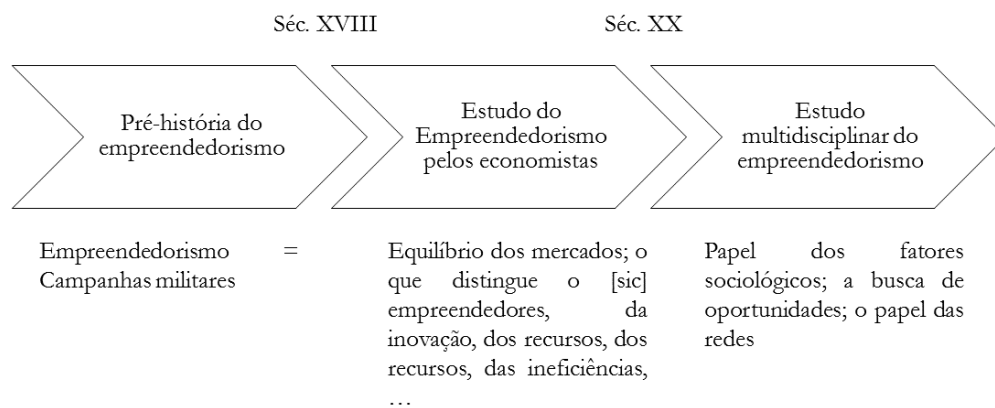 Séc. XVIII
Séc. XX
Pré-história do
empreendedorismo
Estudo do
Empreendedorismo
pelos economistas
Estudo
multidisciplinar do
empreendedorismo
Empreendedorismo =
Campanhas militares
Equilíbrio dos mercados; o
que distingue o [sic]
empreendedores, da
inovação, dos recursos, dos
recursos, das ineficiências,
…
Papel dos fatores
sociológicos; a busca de
oportunidades; o papel das
redes